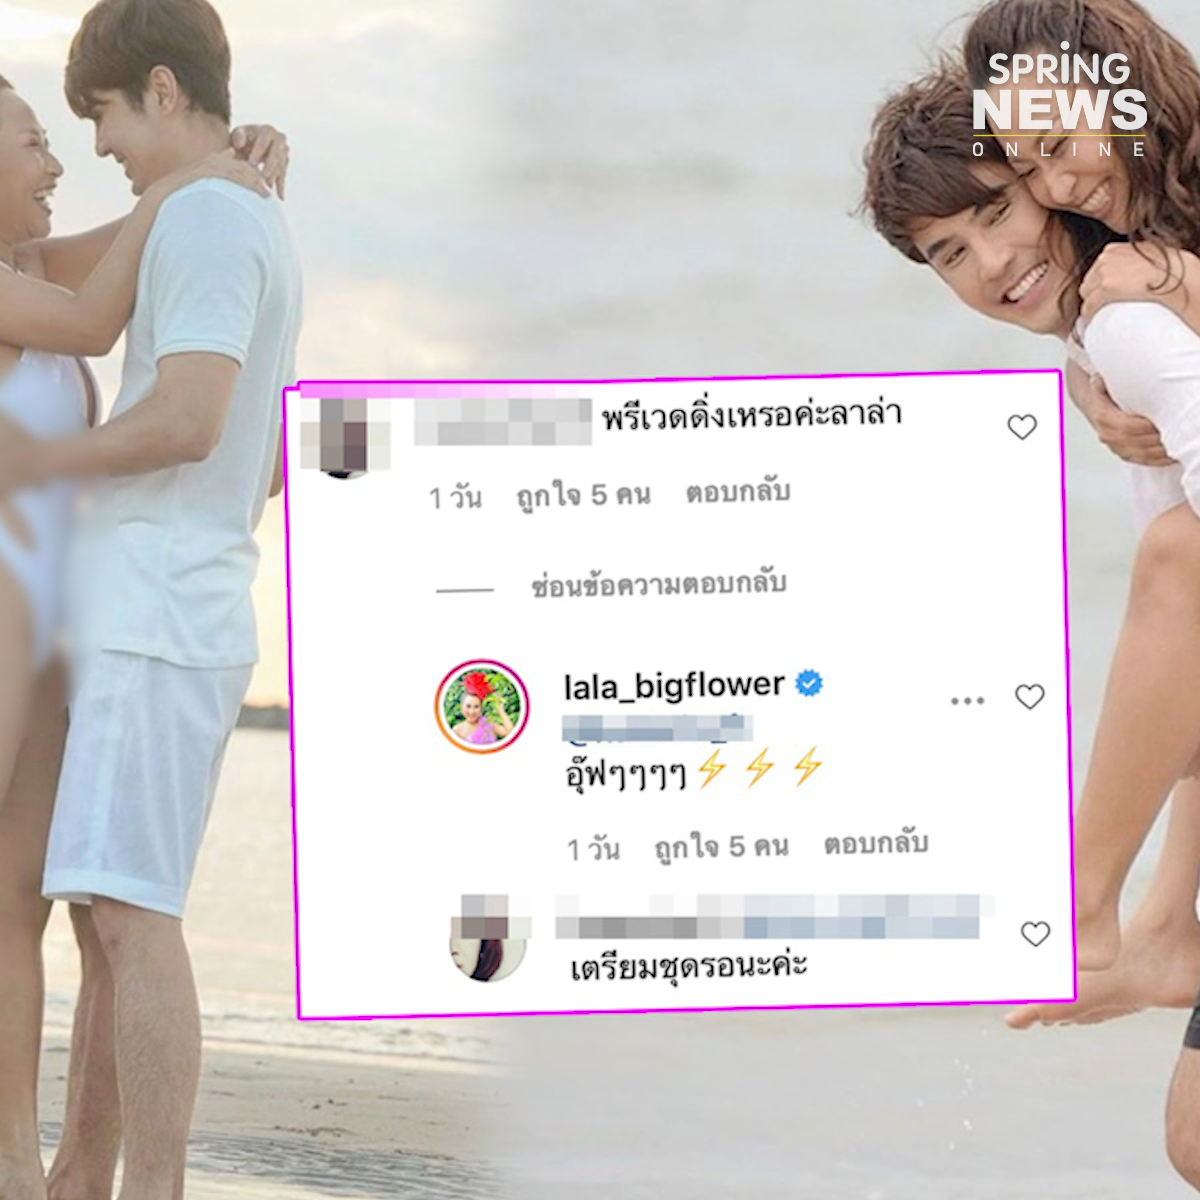 SPRiNG
NEWS
ONLINE
พรีเวดดิ่งเหรอค่ะลาล่า
1 วัน ถูกใจ 5 คน ตอบกลับ
ซ่อนข้อความตอบกลับ
lala_bigflower
อุ๊ฟๆๆๆๆ⚡⚡⚡
1 วัน ถูกใจ 5 คน ตอบกลับ
เตรียมชุดรอนะค่ะ